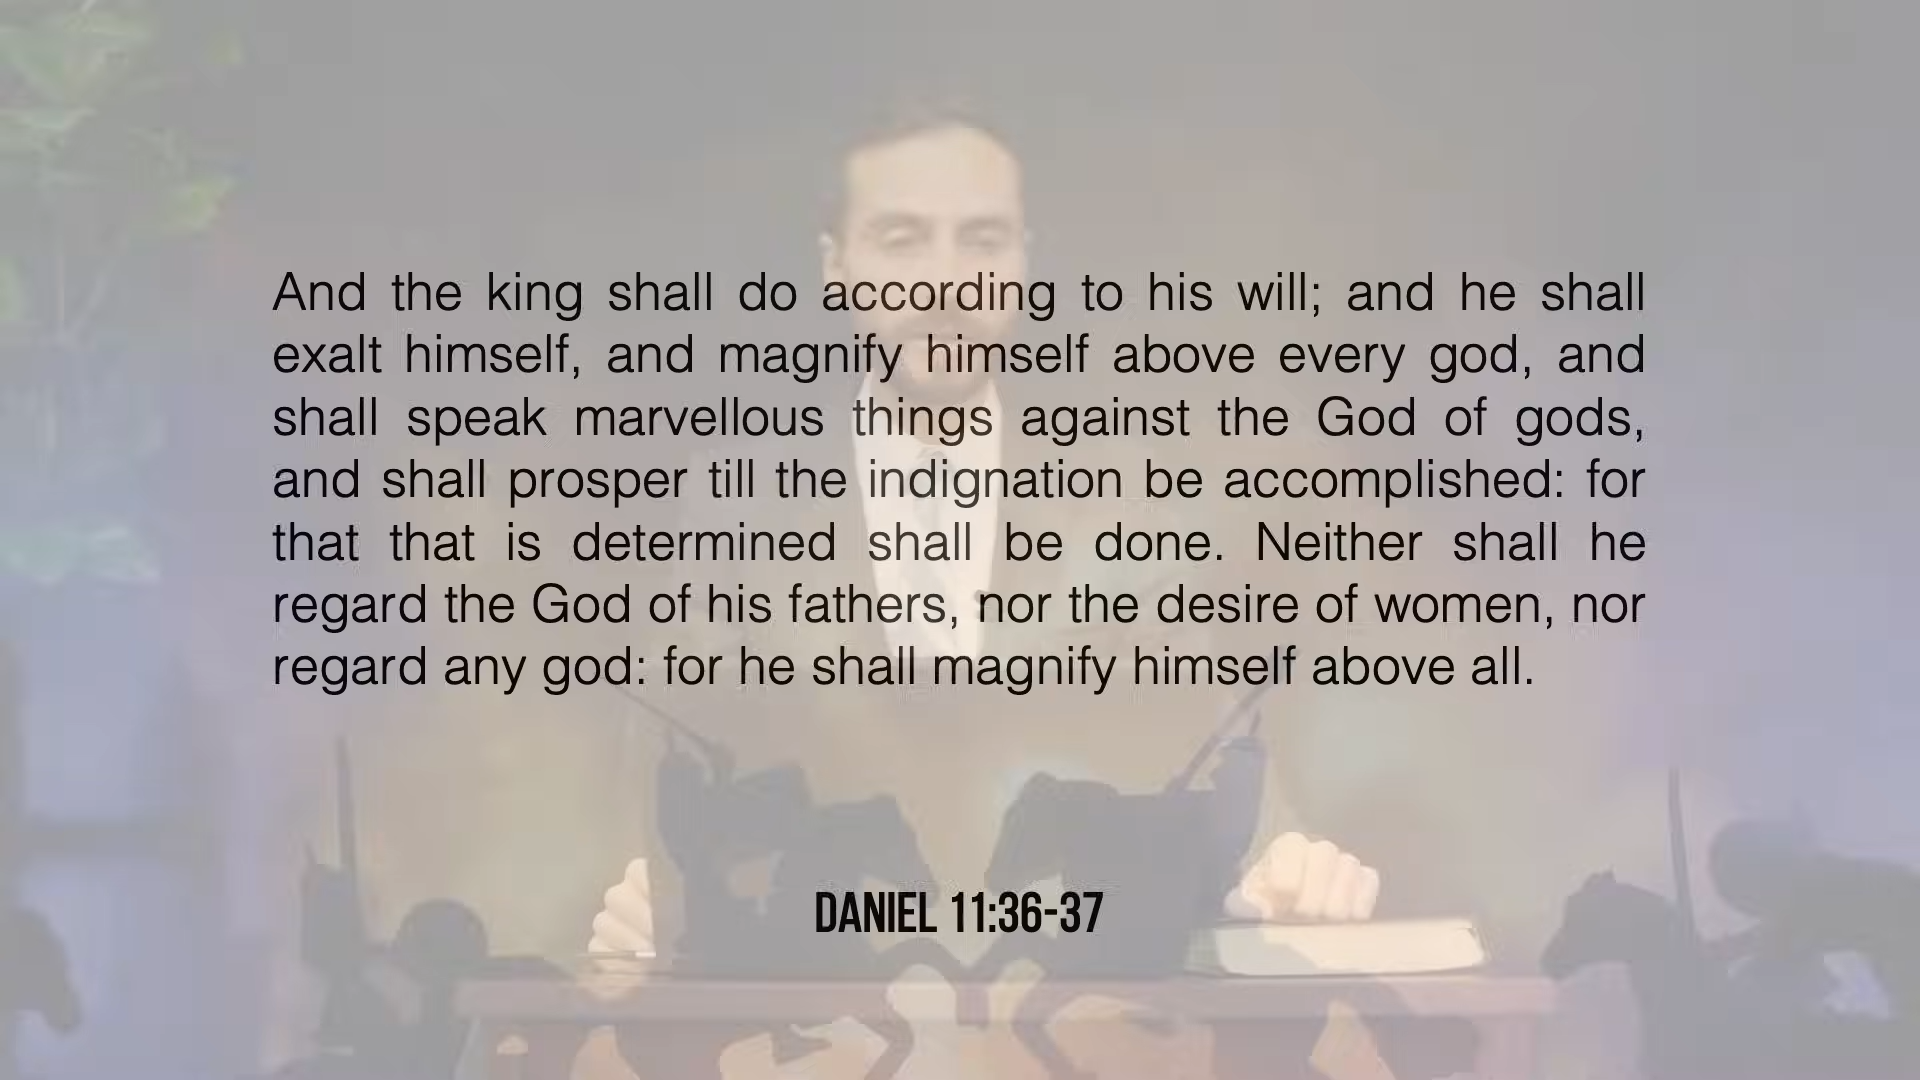 And the king shall do according to his will; and he shall
exalt himself, and magnify himself above every god, and
shall speak marvellous things against the God of gods,
and shall prosper till the indignation be accomplished: for
that that is determined shall be done. Neither shall he
regard the God of his fathers, nor the desire of women, nor
regard any god: for he shall magnify himself above all.
DANIEL 11:36-37